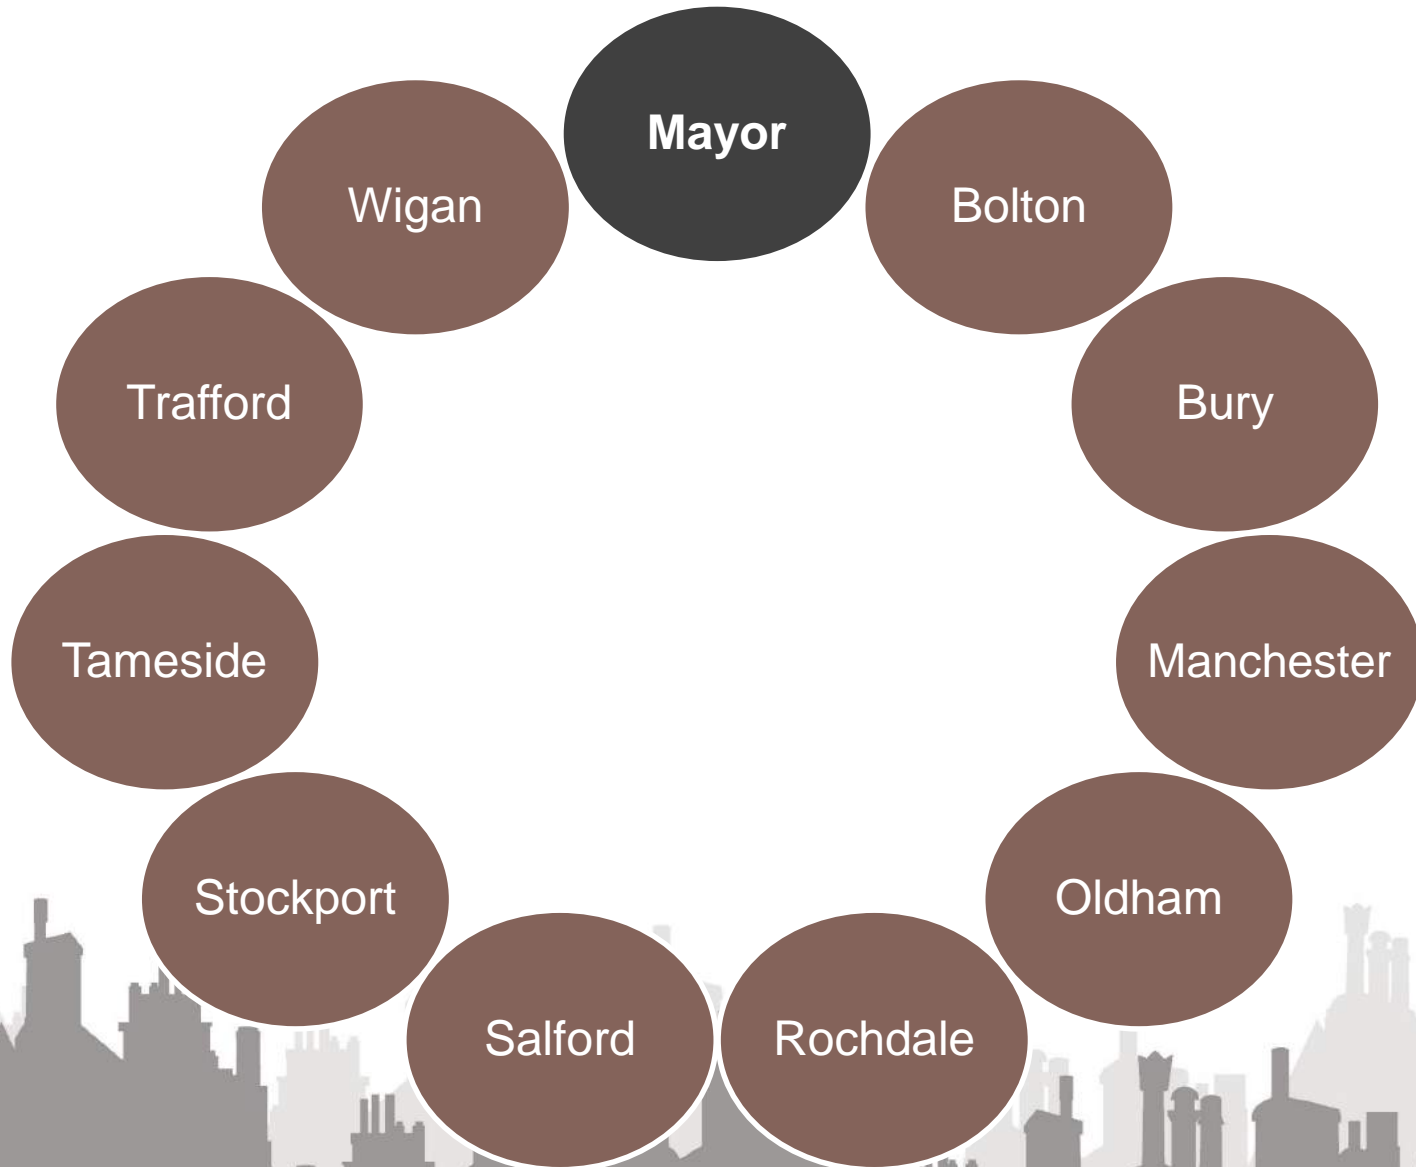 Mayor
Bolton
Bury
Manchester
Oldham
Rochdale
Salford
Stockport
Tameside
Trafford
Wigan